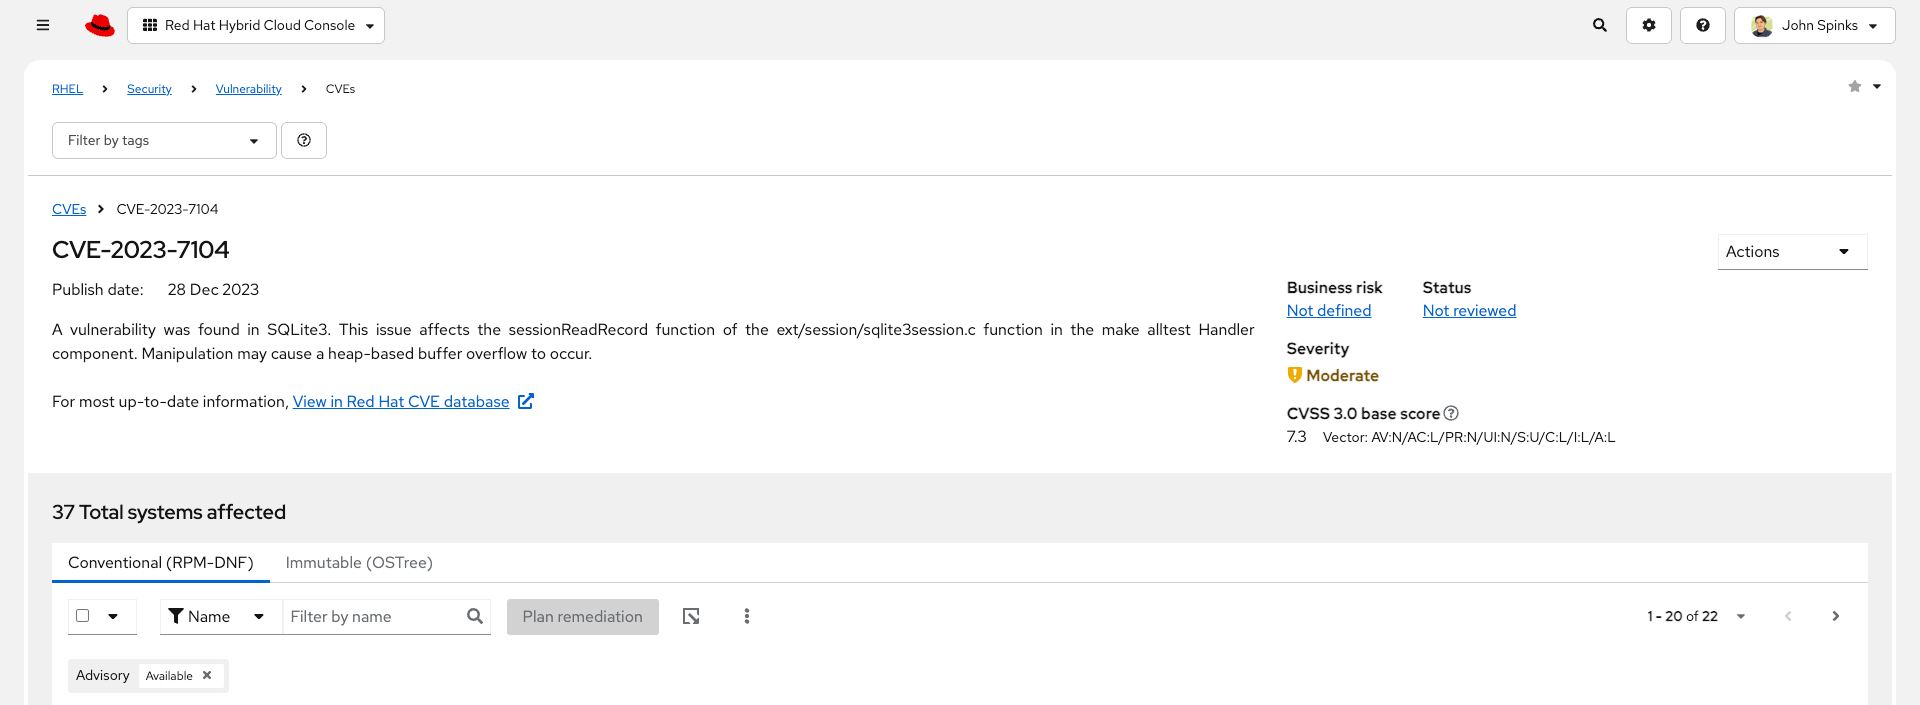 Red Hat Hybrid Cloud Console
John Spinks
RHEL > Security > Vulnerability > CVEs
Filter by tags
CVEs > CVE-2023-7104
CVE-2023-7104
Actions
Publish date: 28 Dec 2023
A vulnerability was found in SQLite3. This issue affects the sessionReadRecord function of the ext/session/sqlite3session.c function in the make alltest Handler
component. Manipulation may cause a heap-based buffer overflow to occur.
For most up-to-date information, View in Red Hat CVE database
Business risk Status
Not defined Not reviewed
Severity
Moderate
CVSS 3.0 base score
7.3 Vector: AV:N/AC:L/PR:N/UI:N/S:U/C:L/I:L/A:L
37 Total systems affected
Conventional (RPM-DNF) Immutable (OSTree)
Name Filter by name Plan remediation 1 - 20 of 22
Advisory Available